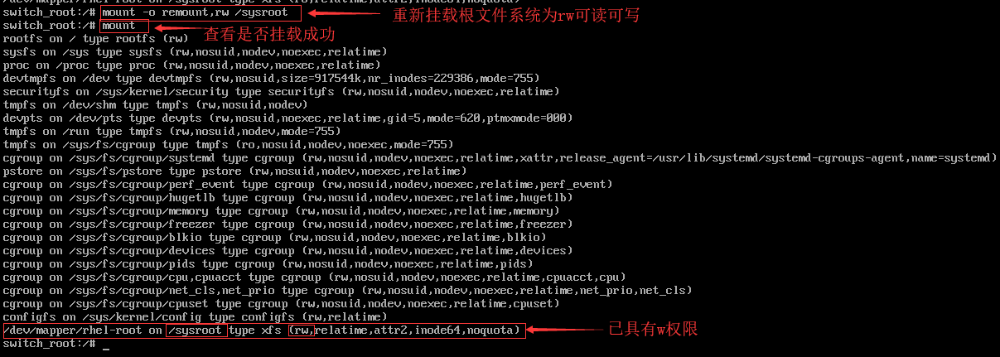 /dev/mapper/rhel-root on /sysroot type xfs (ro,relatime,attr2,inode64,noquota)
switch_root:/# mount -o remount,rw /sysroot 重新挂载根文件系统为rw可读可写
switch_root:/# mount
查看是否挂载成功
rootfs on / type rootfs (rw)
sysfs on /sys type sysfs (rw,nosuid,nodev,noexec,relatime)
proc on /proc type proc (rw,nosuid,nodev,noexec,relatime)
devtmpfs on /dev type devtmpfs (rw,nosuid,size=917544k,nr_inodes=229386,mode=755)
securityfs on /sys/kernel/security type securityfs (rw,nosuid,nodev,noexec,relatime)
tmpfs on /dev/shm type tmpfs (rw,nosuid,nodev)
devpts on /dev/pts type devpts (rw,nosuid,noexec,relatime,gid=5,mode=620,ptmxmode=000)
tmpfs on /run type tmpfs (rw,nosuid,nodev,mode=755)
tmpfs on /sys/fs/cgroup type tmpfs (ro,nosuid,nodev,noexec,mode=755)
cgroup on /sys/fs/cgroup/systemd type cgroup (rw,nosuid,nodev,noexec,relatime,xattr,release_agent=/usr/lib/systemd/systemd-cgroups-agent,name=systemd)
pstore on /sys/fs/pstore type pstore (rw,nosuid,nodev,noexec,relatime)
cgroup on /sys/fs/cgroup/perf_event type cgroup (rw,nosuid,nodev,noexec,relatime,perf_event)
cgroup on /sys/fs/cgroup/hugetlb type cgroup (rw,nosuid,nodev,noexec,relatime,hugetlb)
cgroup on /sys/fs/cgroup/memory type cgroup (rw,nosuid,nodev,noexec,relatime,memory)
cgroup on /sys/fs/cgroup/freezer type cgroup (rw,nosuid,nodev,noexec,relatime,freezer)
cgroup on /sys/fs/cgroup/blkio type cgroup (rw,nosuid,nodev,noexec,relatime,blkio)
cgroup on /sys/fs/cgroup/devices type cgroup (rw,nosuid,nodev,noexec,relatime,devices)
cgroup on /sys/fs/cgroup/pids type cgroup (rw,nosuid,nodev,noexec,relatime,pids)
cgroup on /sys/fs/cgroup/cpu,cpuacct type cgroup (rw,nosuid,nodev,noexec,relatime,cpuacct,cpu)
cgroup on /sys/fs/cgroup/net_cls,net_prio type cgroup (rw,nosuid,nodev,noexec,relatime,net_prio,net_cls)
cgroup on /sys/fs/cgroup/cpuset type cgroup (rw,nosuid,nodev,noexec,relatime,cpuset)
configfs on /sys/kernel/config type configfs (rw,relatime)
/dev/mapper/rhel-root on /sysroot type xfs (rw,relatime,attr2,inode64,noquota) 已具有w权限
switch_root:/# _